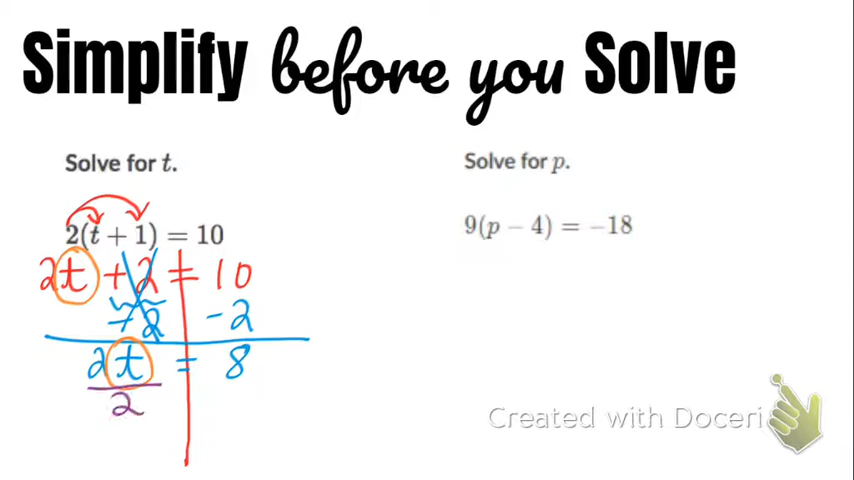 Simplify before you Solve
Solve for t.
2(t + 1) = 10
2t + 2 = 10
-2 -2
2t = 8
2
Solve for p.
9(p − 4) = −18
Created with Doceri